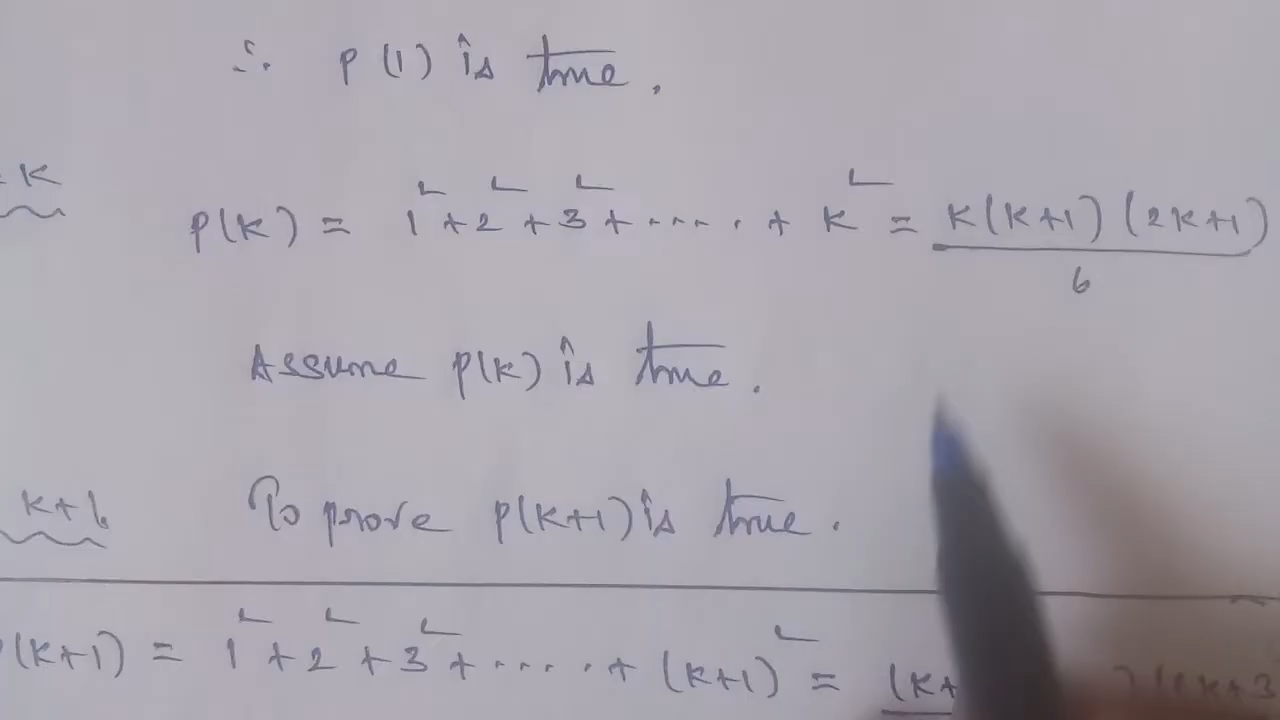 ∴ P(1) is true.
K
P(K) = 1² + 2² + 3² + ..... + K² = K(K+1)(2K+1)
6
Assume P(K) is true.
K+1
To prove P(K+1) is true.
(K+1) = 1² + 2² + 3² + ..... + (K+1)² =